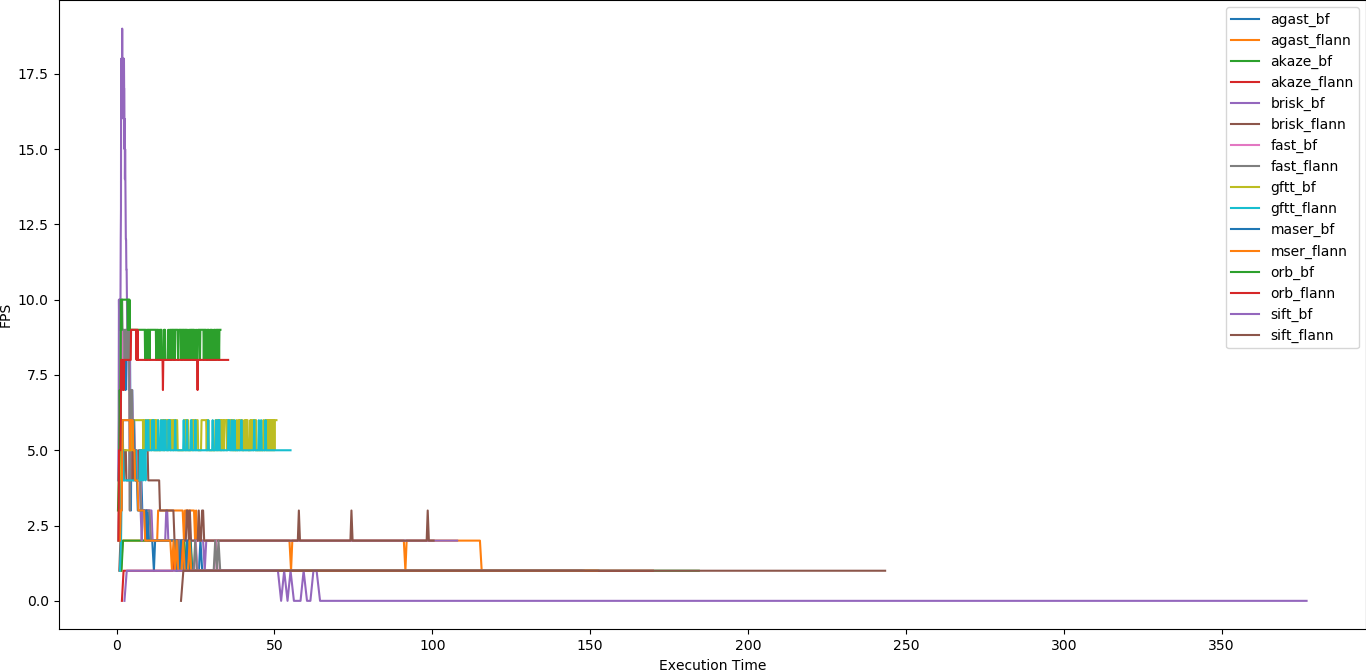 FPS
17.5
15.0
12.5
10.0
7.5
5.0
2.5
0.0
0 50 100 150 200 250 300 350
Execution Time
agast_bf
agast_flann
akaze_bf
akaze_flann
brisk_bf
brisk_flann
fast_bf
fast_flann
gftt_bf
gftt_flann
maser_bf
mser_flann
orb_bf
orb_flann
sift_bf
sift_flann